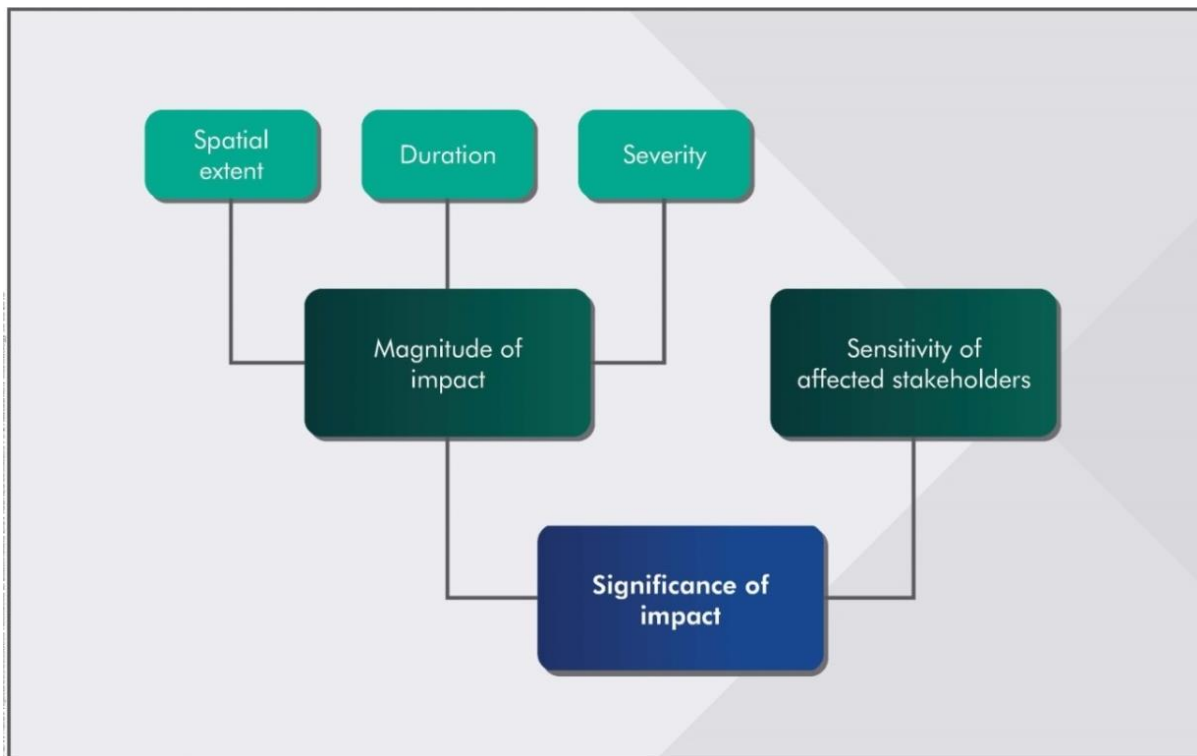 Spatial
extent
Duration
Severity
Magnitude of
impact
Sensitivity of
affected stakeholders
Significance of
impact